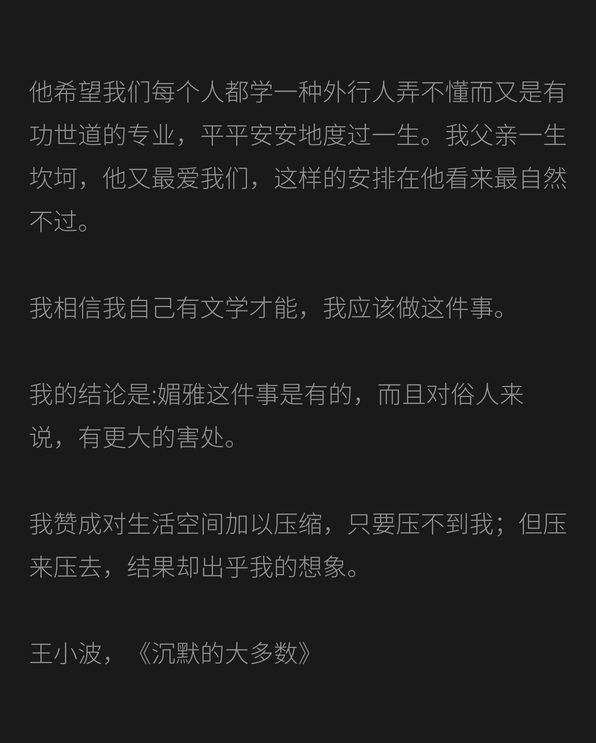 他希望我们每个人都学一种外行人弄不懂而又是有
功世道的专业，平平安安地度过一生。我父亲一生
坎坷，他又最爱我们，这样的安排在他看来最自然
不过。
我相信我自己有文学才能，我应该做这件事。
我的结论是:媚雅这件事是有的，而且对俗人来
说，有更大的害处。
我赞成对生活空间加以压缩，只要压不到我；但压
来压去，结果却出乎我的想象。
王小波，《沉默的大多数》